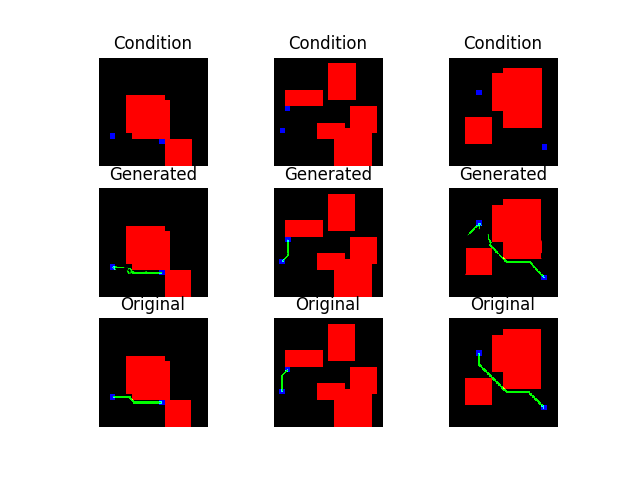 Condition Condition Condition
Generated Generated Generated
Original Original Original